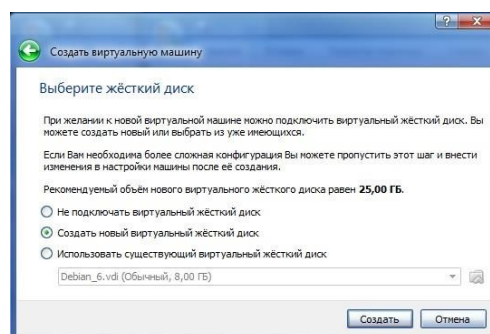 Создать виртуальную машину
Выберите жёсткий диск
При желании к новой виртуальной машине можно подключить виртуальный жёсткий диск. Вы
можете создать новый или выбрать из уже имеющихся.
Если Вам необходима более сложная конфигурация Вы можете пропустить этот шаг и внести
изменения в настройки машины после её создания.
Рекомендуемый объём нового виртуального жёсткого диска равен 25,00 ГБ.
Не подключать виртуальный жёсткий диск
Создать новый виртуальный жёсткий диск
Использовать существующий виртуальный жёсткий диск
Debian_6.vdi (Обычный, 8,00 ГБ)
Создать Отмена